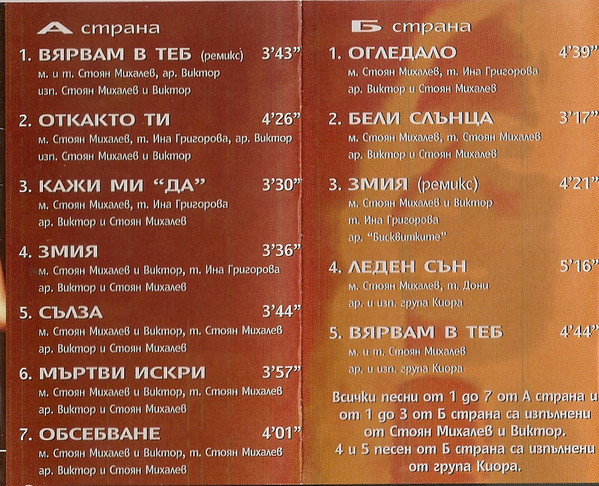 А страна
1. ВЯРВАМ В ТЕБ (ремикс) 3'43"
м. и т. Стоян Михалев, ар. Виктор
изп. Стоян Михалев и Виктор
2. ОТКАКТО ТИ 4'26"
м. Стоян Михалев, т. Ина Григорова, ар. Виктор
изп. Стоян Михалев и Виктор
3. КАЖИ МИ "ДА" 3'30"
м. Стоян Михалев, т. Ина Григорова
ар. Виктор и Стоян Михалев
4. ЗМИЯ 3'36"
м. Стоян Михалев и Виктор, т. Ина Григорова
ар. Виктор и Стоян Михалев
5. СЪЛЗА 3'44"
м. Стоян Михалев и Виктор, т. Стоян Михалев
ар. Виктор и Стоян Михалев
6. МЪРТВИ ИСКРИ 3'57"
м. Стоян Михалев и Виктор, т. Стоян Михалев
ар. Виктор и Стоян Михалев
7. ОБСЕБВАНЕ 4'01"
м. Стоян Михалев и Виктор, т. Стоян Михалев
ар. Виктор и Стоян Михалев
Б страна
1. ОГЛЕДАЛО 4'39"
м. Стоян Михалев, т. Ина Григорова
ар. Виктор и Стоян Михалев
2. БЕЛИ СЛЪНЦА 3'17"
м. Стоян Михалев, т. Стоян Михалев
ар. Виктор и Стоян Михалев
3. ЗМИЯ (ремикс) 4'21"
м. Стоян Михалев и Виктор
т. Ина Григорова
ар. "Бисквитките"
4. ЛЕДЕН СЪН 5'16"
м. Стоян Михалев, т. Дони
ар. и изп. група Киора
5. ВЯРВАМ В ТЕБ 4'44"
м. и т. Стоян Михалев
ар. и изп. група Киора
Всички песни от 1 до 7 от А страна и
от 1 до 3 от Б страна са изпълнени
от Стоян Михалев и Виктор.
4 и 5 песен от Б страна са изпълнени
от група Киора.